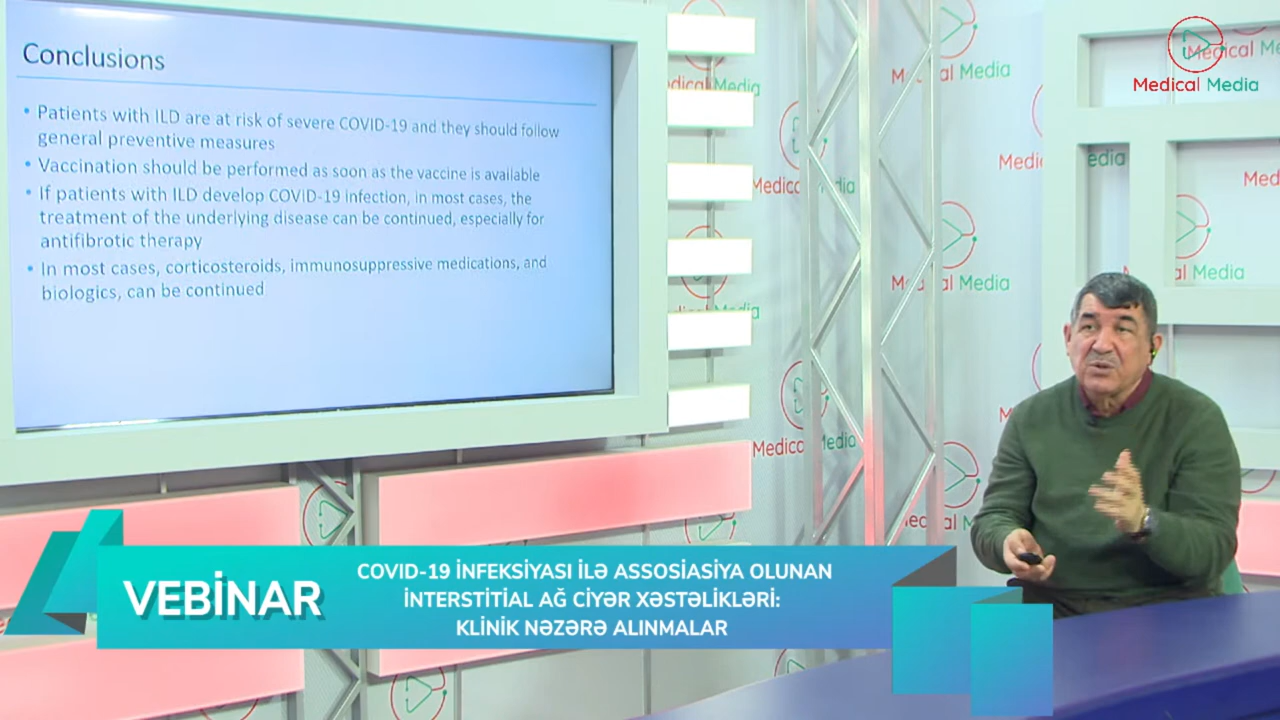 Conclusions
• Patients with ILD are at risk of severe COVID-19 and they should follow
general preventive measures
• Vaccination should be performed as soon as the vaccine is available
• If patients with ILD develop COVID-19 infection, in most cases, the
treatment of the underlying disease can be continued, especially for
antifibrotic therapy
• In most cases, corticosteroids, immunosuppressive medications, and
biologics, can be continued
Medical Media
Medical Media
Medical Media
VEBİNAR
COVID-19 İNFEKSİYASI İLƏ ASSOSİASİYA OLUNAN
İNTERSTİTİAL AĞ CİYƏR XƏSTƏLİKLƏRİ:
KLİNİK NƏZƏRƏ ALINMALAR